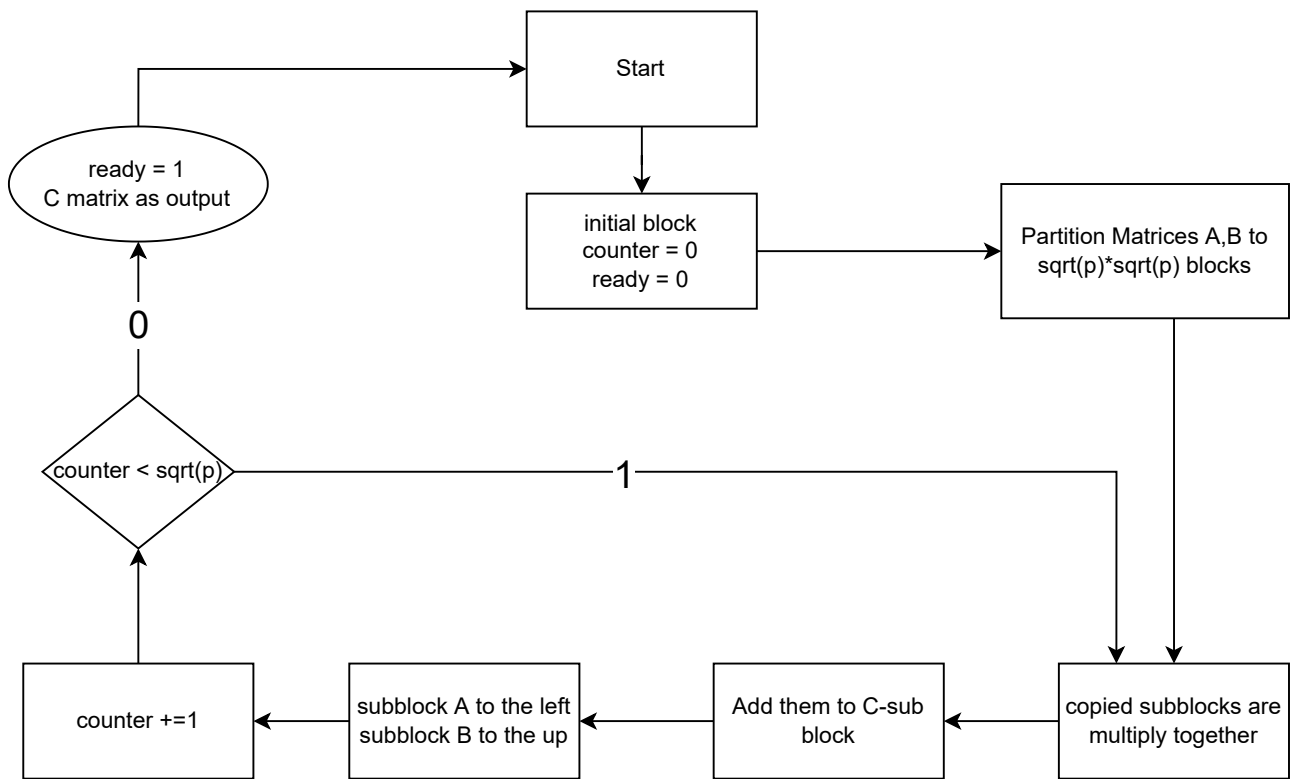 Start
ready = 1
C matrix as output
initial block
counter = 0
ready = 0
Partition Matrices A,B to
sqrt(p)*sqrt(p) blocks
0
counter < sqrt(p)
1
counter +=1
subblock A to the left
subblock B to the up
Add them to C-sub
block
copied subblocks are
multiply together